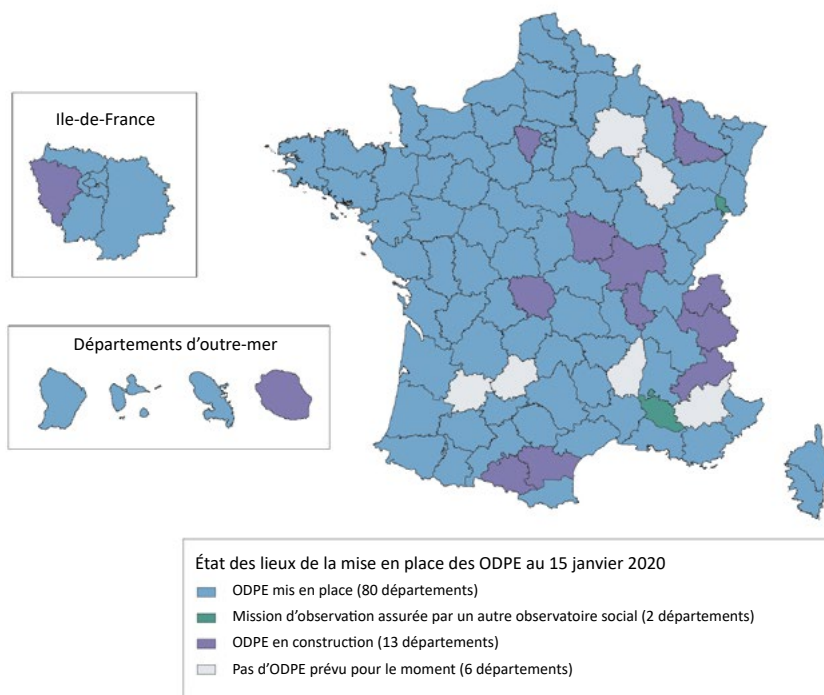 Ile-de-France
Départements d'outre-mer
État des lieux de la mise en place des ODPE au 15 janvier 2020
ODPE mis en place (80 départements)
Mission d'observation assurée par un autre observatoire social (2 départements)
ODPE en construction (13 départements)
Pas d'ODPE prévu pour le moment (6 départements)